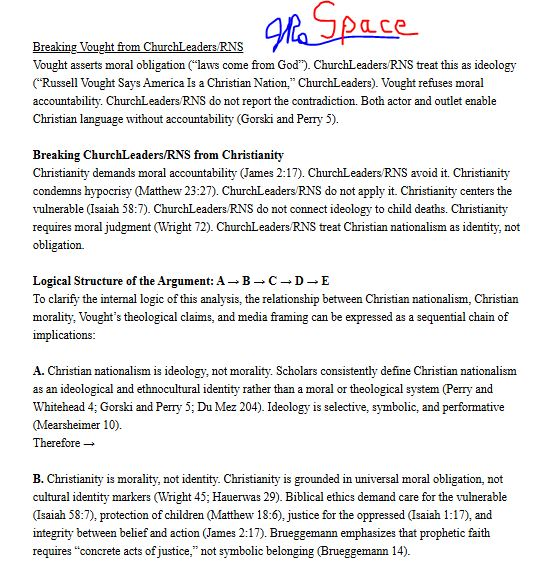 Space
Breaking Vought from ChurchLeaders/RNS
Vought asserts moral obligation (“laws come from God”). ChurchLeaders/RNS treat this as ideology
(“Russell Vought Says America Is a Christian Nation,” ChurchLeaders). Vought refuses moral
accountability. ChurchLeaders/RNS do not report the contradiction. Both actor and outlet enable
Christian language without accountability (Gorski and Perry 5).
Breaking ChurchLeaders/RNS from Christianity
Christianity demands moral accountability (James 2:17). ChurchLeaders/RNS avoid it. Christianity
condemns hypocrisy (Matthew 23:27). ChurchLeaders/RNS do not apply it. Christianity centers the
vulnerable (Isaiah 58:7). ChurchLeaders/RNS do not connect ideology to child deaths. Christianity
requires moral judgment (Wright 72). ChurchLeaders/RNS treat Christian nationalism as identity, not
obligation.
Logical Structure of the Argument: A → B → C → D → E
To clarify the internal logic of this analysis, the relationship between Christian nationalism, Christian
morality, Vought’s theological claims, and media framing can be expressed as a sequential chain of
implications:
A. Christian nationalism is ideology, not morality. Scholars consistently define Christian nationalism
as an ideological and ethnocultural identity rather than a moral or theological system (Perry and
Whitehead 4; Gorski and Perry 5; Du Mez 204). Ideology is selective, symbolic, and performative
(Mearsheimer 10).
Therefore →
B. Christianity is morality, not identity. Christianity is grounded in universal moral obligation, not
cultural identity markers (Wright 45; Hauerwas 29). Biblical ethics demand care for the vulnerable
(Isaiah 58:7), protection of children (Matthew 18:6), justice for the oppressed (Isaiah 1:17), and
integrity between belief and action (James 2:17). Brueggemann emphasizes that prophetic faith
requires “concrete acts of justice,” not symbolic belonging (Brueggemann 14).